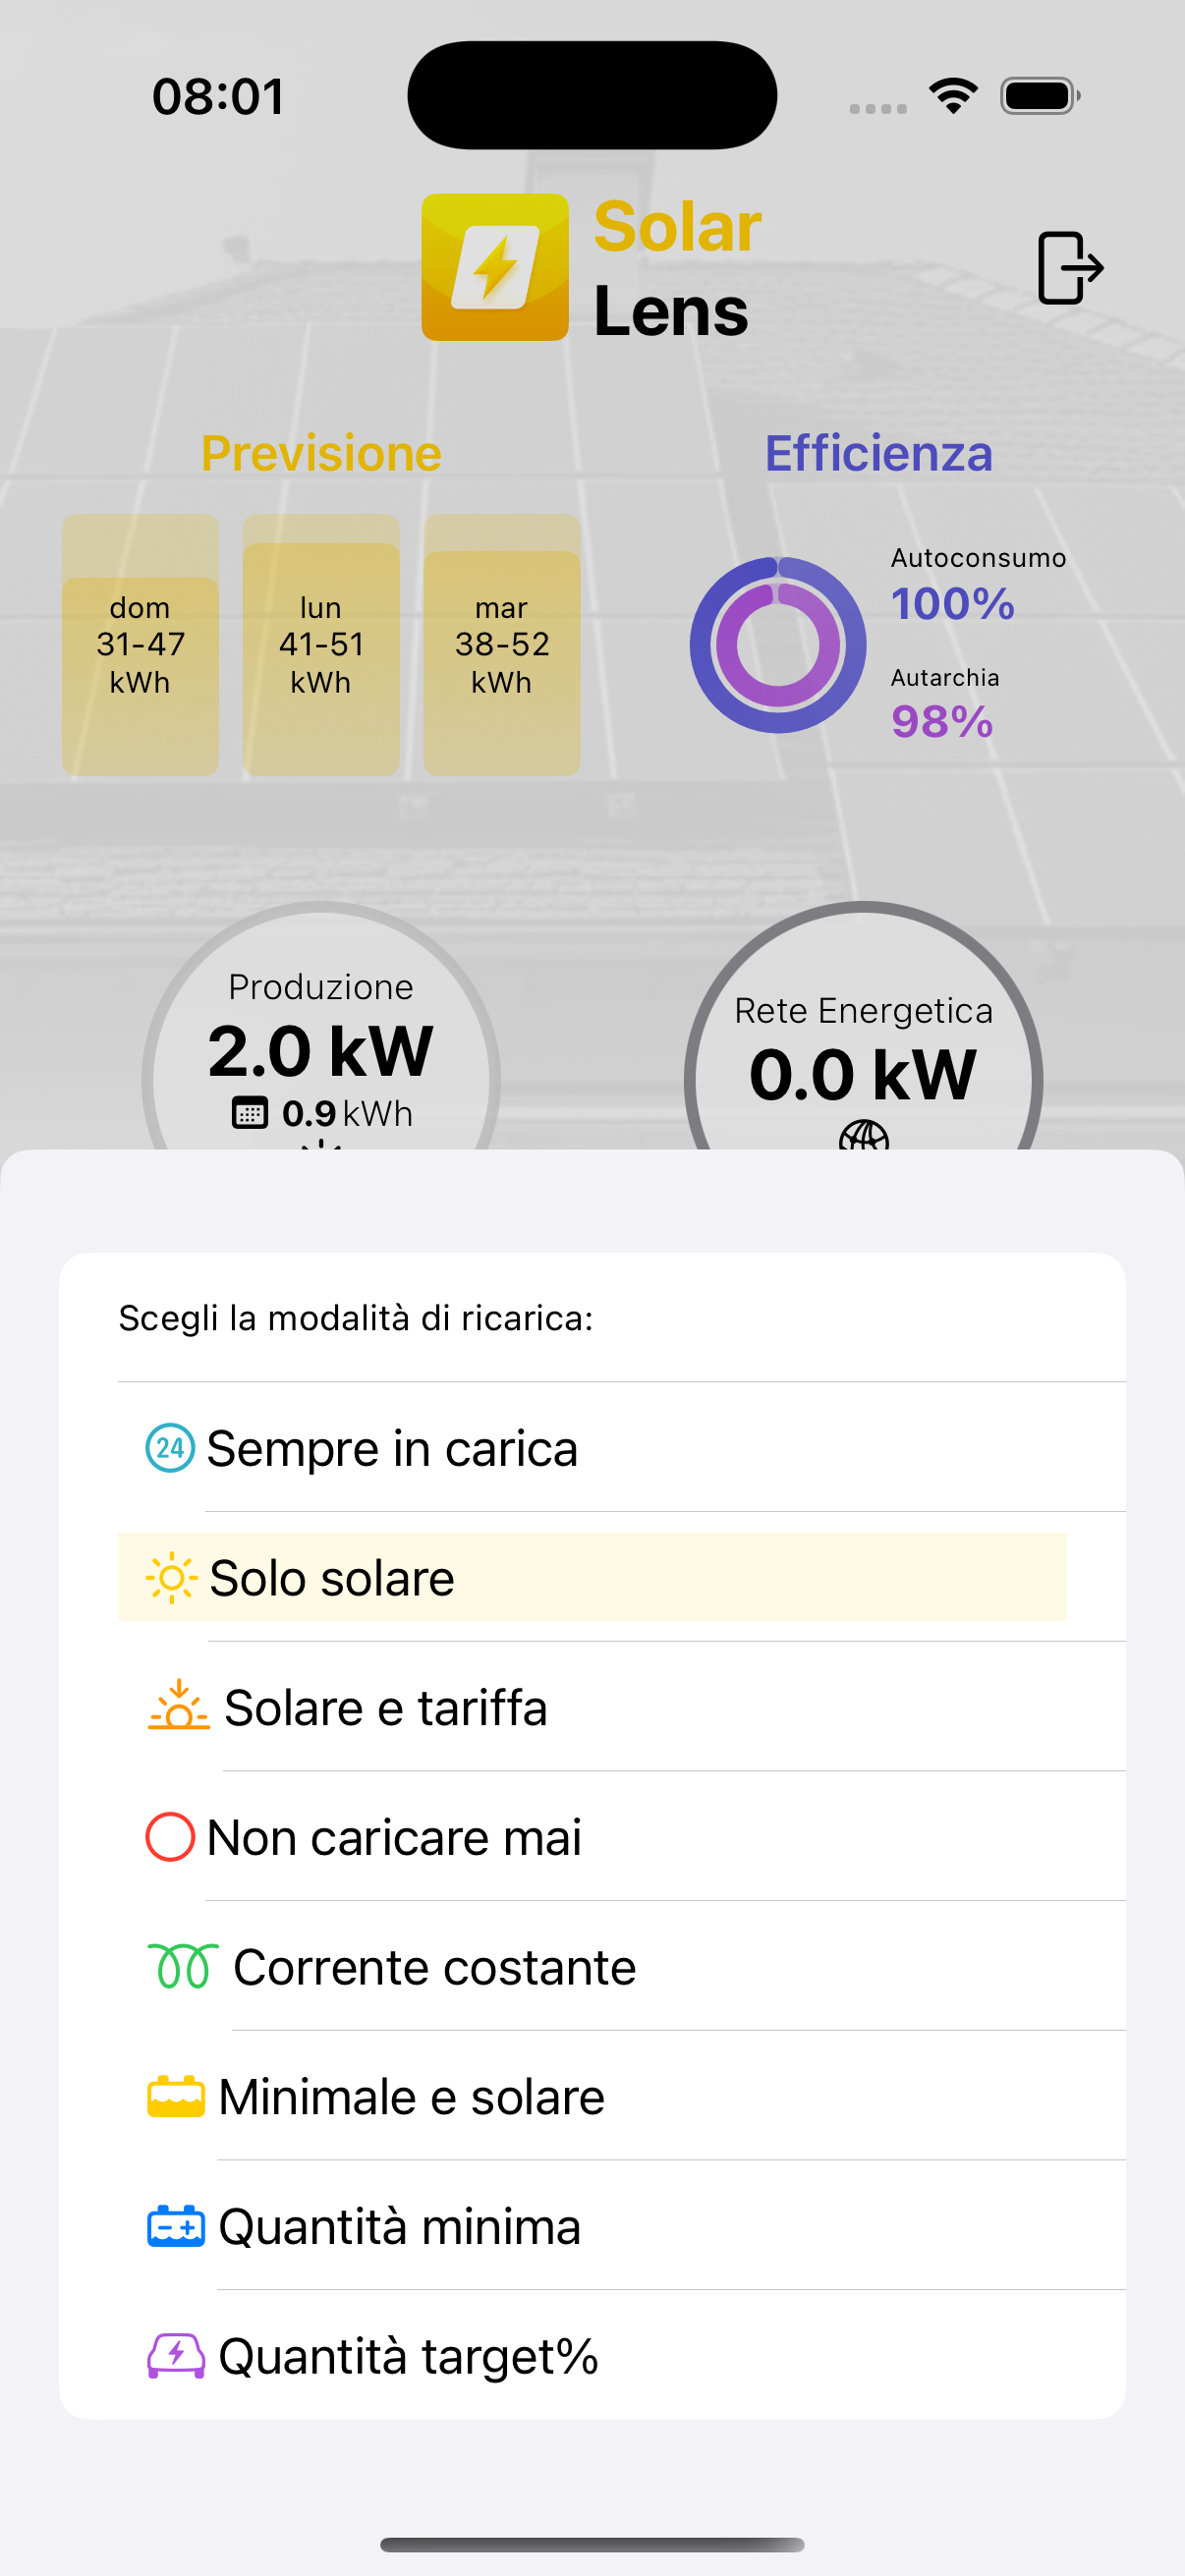 08:01
Solar
Lens
Previsione
Efficienza
dom
31-47
kWh
lun
41-51
kWh
mar
38-52
kWh
Autoconsumo
100%
Autarchia
98%
Produzione
2.0 kW
0.9 kWh
Rete Energetica
0.0 kW
Scegli la modalità di ricarica:
24 Sempre in carica
Solo solare
Solare e tariffa
Non caricare mai
Corrente costante
Minimale e solare
Quantità minima
Quantità target%